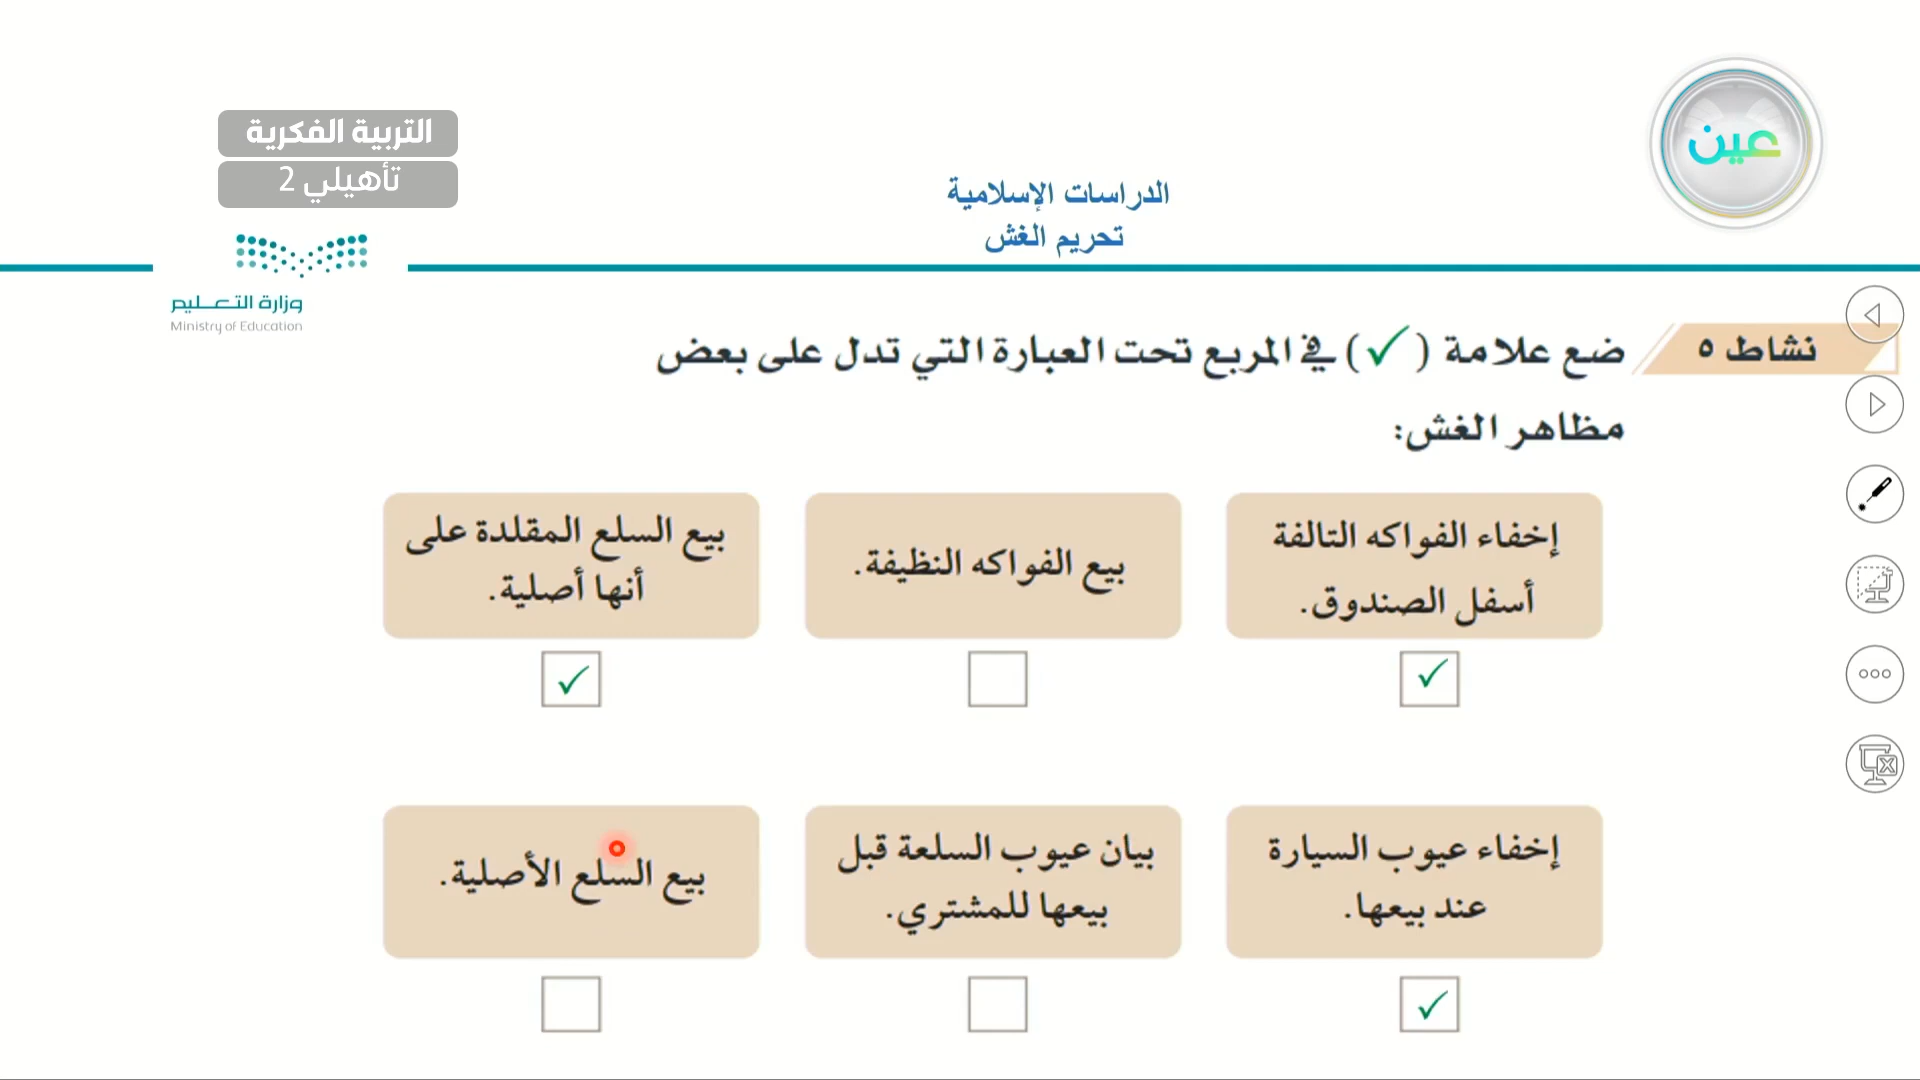 عين
التربية الفكرية
تأهيلي 2
الدراسات الإسلامية
تحريم الغش
وزارة التعليم
Ministry of Education
نشاط ٥
ضع علامة (✓) في المربع تحت العبارة التي تدل على بعض
مظاهر الغش:
إخفاء الفواكه التالفة
أسفل الصندوق.
✓
بيع الفواكه النظيفة.
بيع السلع المقلدة على
أنها أصلية.
✓
إخفاء عيوب السيارة
عند بيعها.
✓
بيان عيوب السلعة قبل
بيعها للمشتري.
بيع السلع الأصلية.